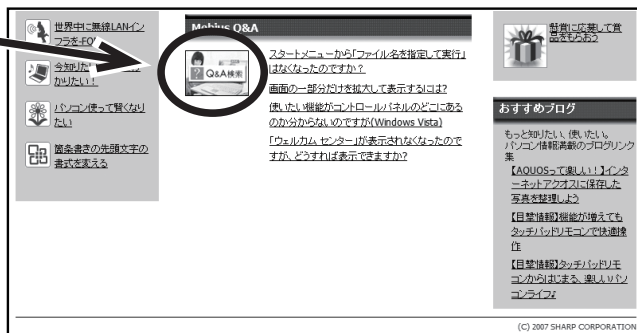 世界中に無線LANイン
フラを-FO
今知りた
かりたい！
パソコン使って賢くなり
たい
箇条書きの先頭文字の
書式を変える
Mebius Q&A
Q&A検索
スタートメニューから「ファイル名を指定して実行」
はなくなったのですか？
画面の一部分だけを拡大して表示するには?
使いたい機能がコントロールパネルのどこにある
のか分からないのですが(Windows Vista)
「ウェルカム センター」が表示されなくなったので
すが、どうすれば表示できますか?
懸賞に応募して賞
品をもらおう
おすすめブログ
もっと知りたい、使いたい。
パソコン情報満載のブログリンク
集
【AQUOSって楽しい！】インタ
ーネットアクオスに保存した
写真を整理しよう
【目堂情報】機能が増えても
タッチパッドリモコンで快適操
作
【目堂情報】タッチパッドリモ
コンからはじまる、楽しいパソ
コンライフ♪
(C) 2007 SHARP CORPORATION